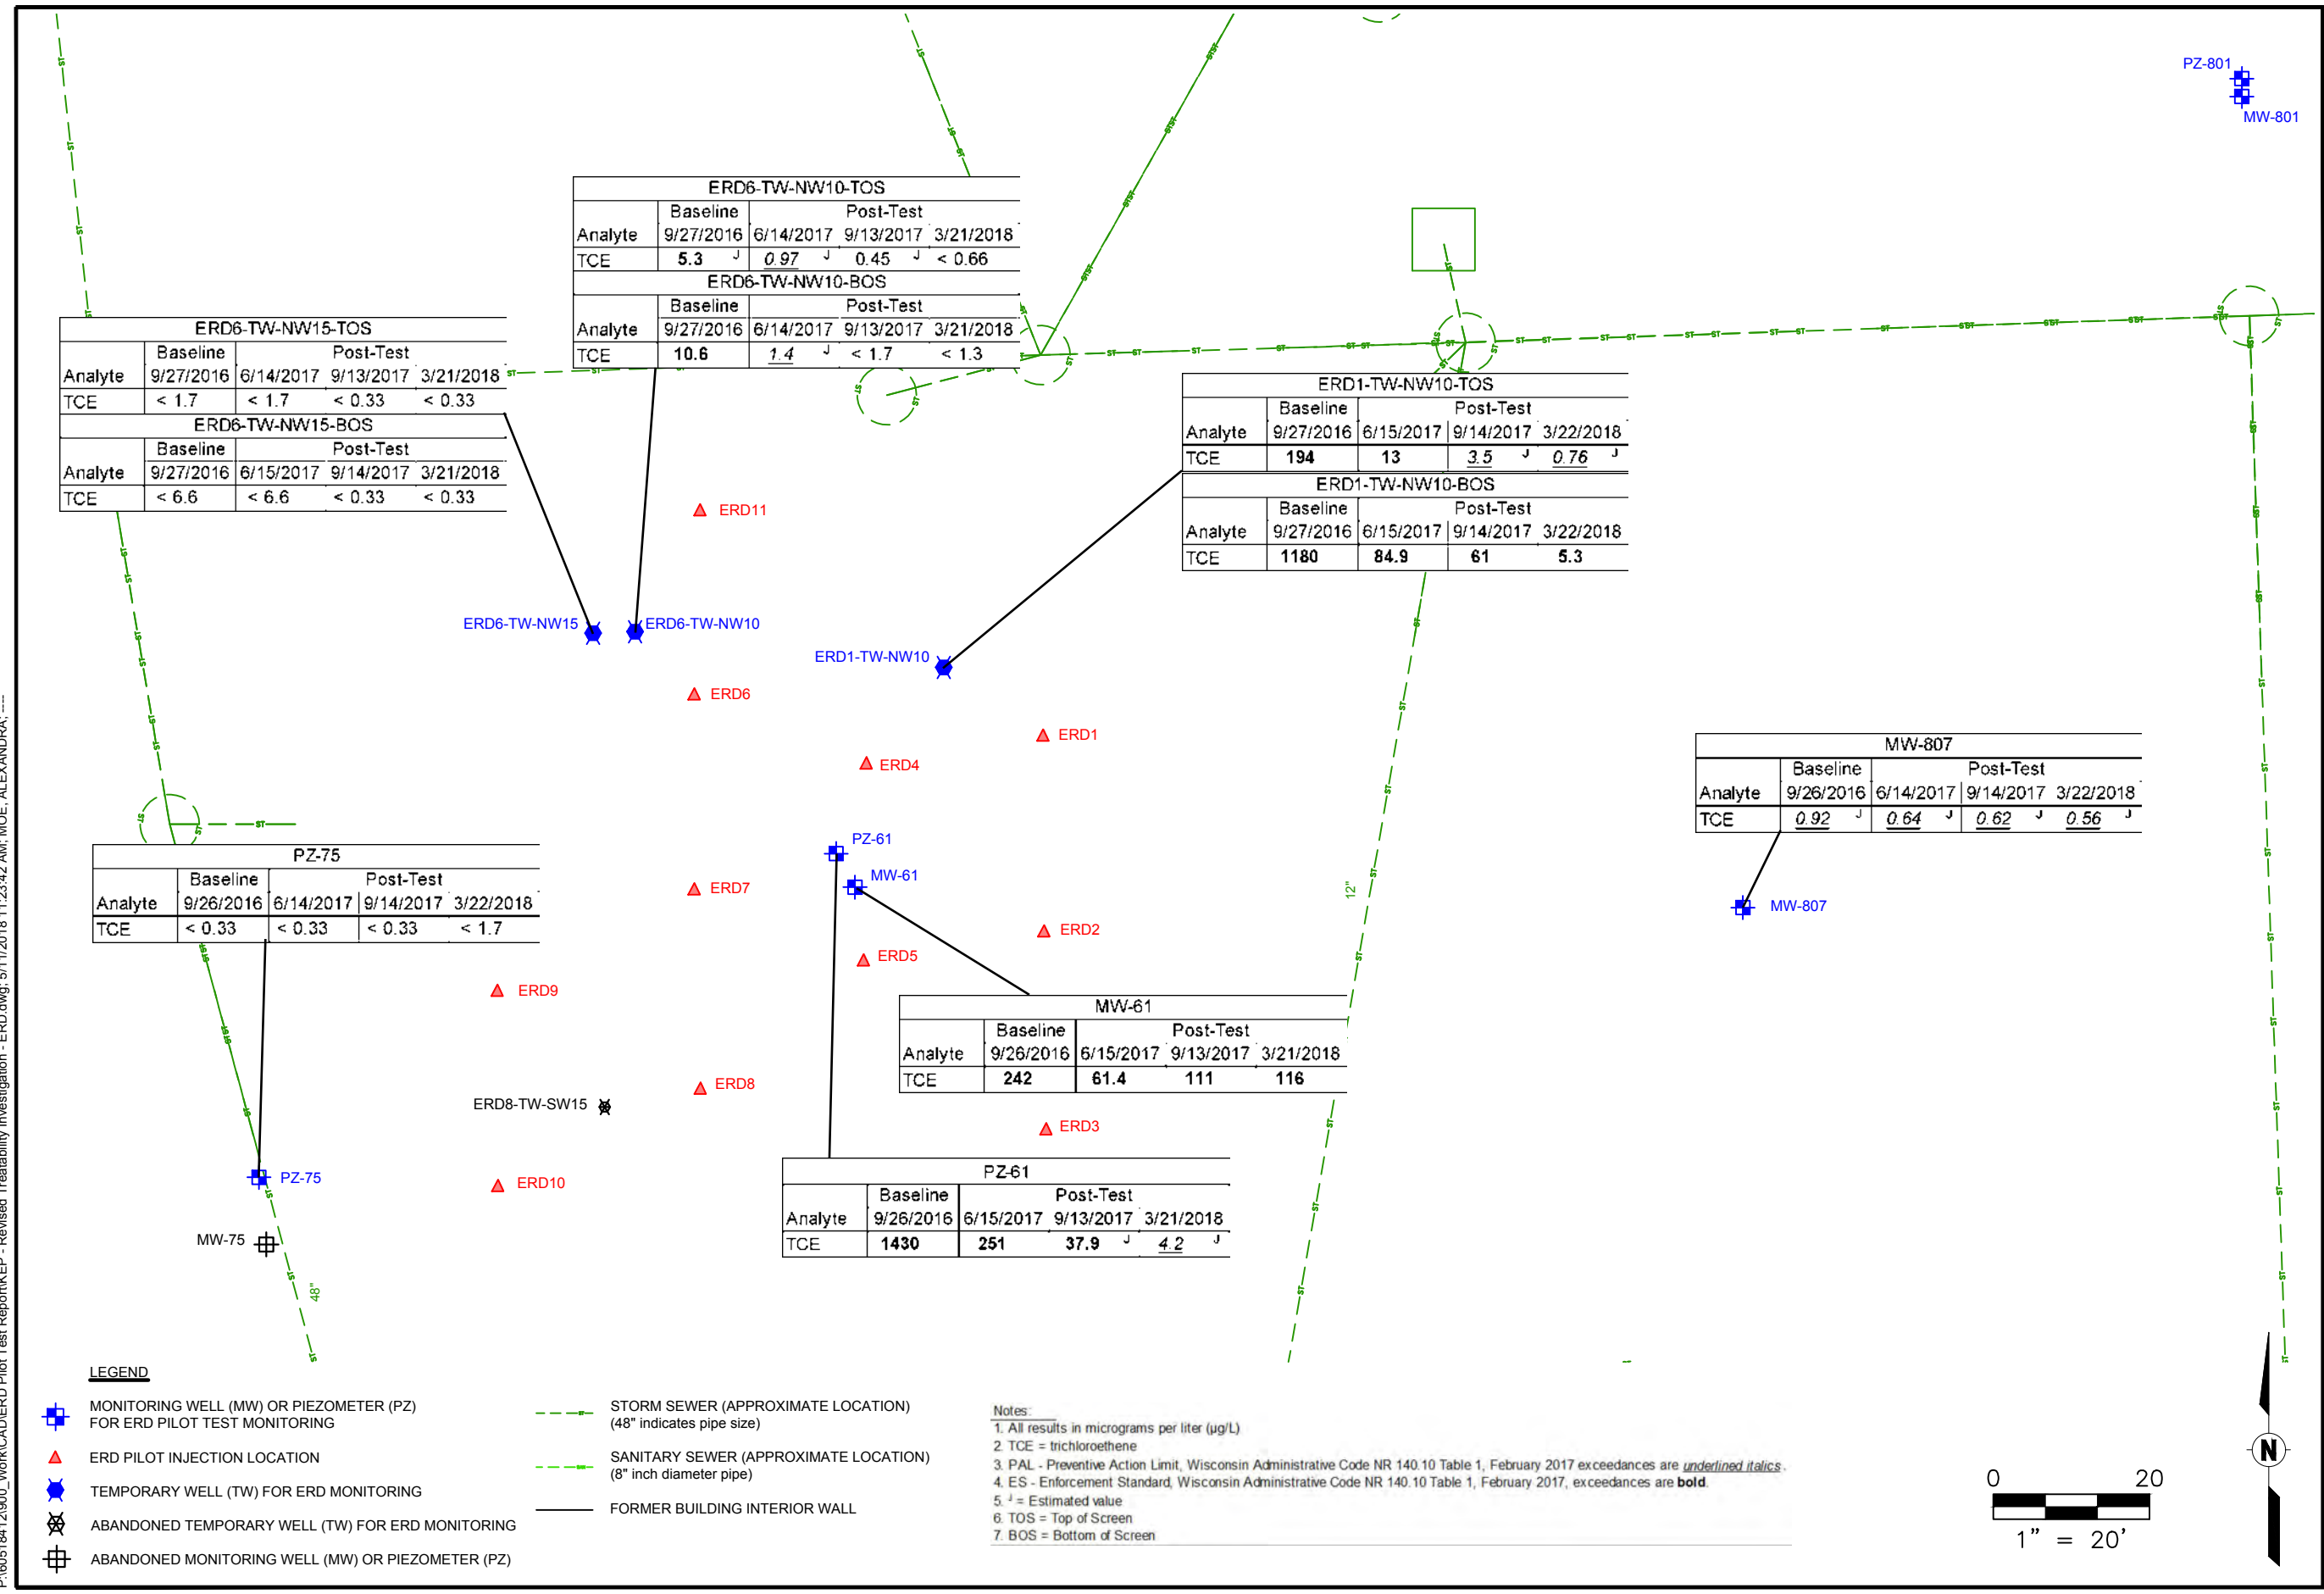 PZ-801
MW-801
ERD6-TW-NW10-TOS
Baseline Post-Test
Analyte 9/27/2016 6/14/2017 9/13/2017 3/21/2018
TCE 5.3 J 0.97 J 0.45 J < 0.66
ERD6-TW-NW10-BOS
Baseline Post-Test
Analyte 9/27/2016 6/14/2017 9/13/2017 3/21/2018
TCE 10.6 1.4 J < 1.7 < 1.3
ERD6-TW-NW15-TOS
Baseline Post-Test
Analyte 9/27/2016 6/14/2017 9/13/2017 3/21/2018
TCE < 1.7 < 1.7 < 0.33 < 0.33
ERD6-TW-NW15-BOS
Baseline Post-Test
Analyte 9/27/2016 6/15/2017 9/14/2017 3/21/2018
TCE < 6.6 < 6.6 < 0.33 < 0.33
ERD1-TW-NW10-TOS
Baseline Post-Test
Analyte 9/27/2016 6/15/2017 9/14/2017 3/22/2018
TCE 194 13 3.5 J 0.76 J
ERD1-TW-NW10-BOS
Baseline Post-Test
Analyte 9/27/2016 6/15/2017 9/14/2017 3/22/2018
TCE 1180 84.9 61 5.3
ERD11
ERD6-TW-NW15
ERD6-TW-NW10
ERD1-TW-NW10
ERD6
ERD1
ERD4
MW-807
Baseline Post-Test
Analyte 9/26/2016 6/14/2017 9/14/2017 3/22/2018
TCE 0.92 J 0.64 J 0.62 J 0.56 J
MW-807
PZ-61
MW-61
PZ-75
Baseline Post-Test
Analyte 9/26/2016 6/14/2017 9/14/2017 3/22/2018
TCE < 0.33 < 0.33 < 0.33 < 1.7
ERD7
12"
ERD2
ERD5
ERD9
MW-61
Baseline Post-Test
Analyte 9/26/2016 6/15/2017 9/13/2017 3/21/2018
TCE 242 61.4 111 116
ERD8
ERD8-TW-SW15
ERD3
PZ-75
ERD10
PZ-61
Baseline Post-Test
Analyte 9/26/2016 6/15/2017 9/13/2017 3/21/2018
TCE 1430 251 37.9 J 4.2 J
MW-75
48"
LEGEND
MONITORING WELL (MW) OR PIEZOMETER (PZ)
FOR ERD PILOT TEST MONITORING
ERD PILOT INJECTION LOCATION
TEMPORARY WELL (TW) FOR ERD MONITORING
ABANDONED TEMPORARY WELL (TW) FOR ERD MONITORING
ABANDONED MONITORING WELL (MW) OR PIEZOMETER (PZ)
STORM SEWER (APPROXIMATE LOCATION)
(48" indicates pipe size)
SANITARY SEWER (APPROXIMATE LOCATION)
(8" inch diameter pipe)
FORMER BUILDING INTERIOR WALL
Notes:
1. All results in micrograms per liter (µg/L)
2. TCE = trichloroethene
3. PAL - Preventive Action Limit, Wisconsin Administrative Code NR 140.10 Table 1, February 2017 exceedances are underlined italics.
4. ES - Enforcement Standard, Wisconsin Administrative Code NR 140.10 Table 1, February 2017, exceedances are bold.
5. J = Estimated value
6. TOS = Top of Screen
7. BOS = Bottom of Screen
0 20
1" = 20'
N